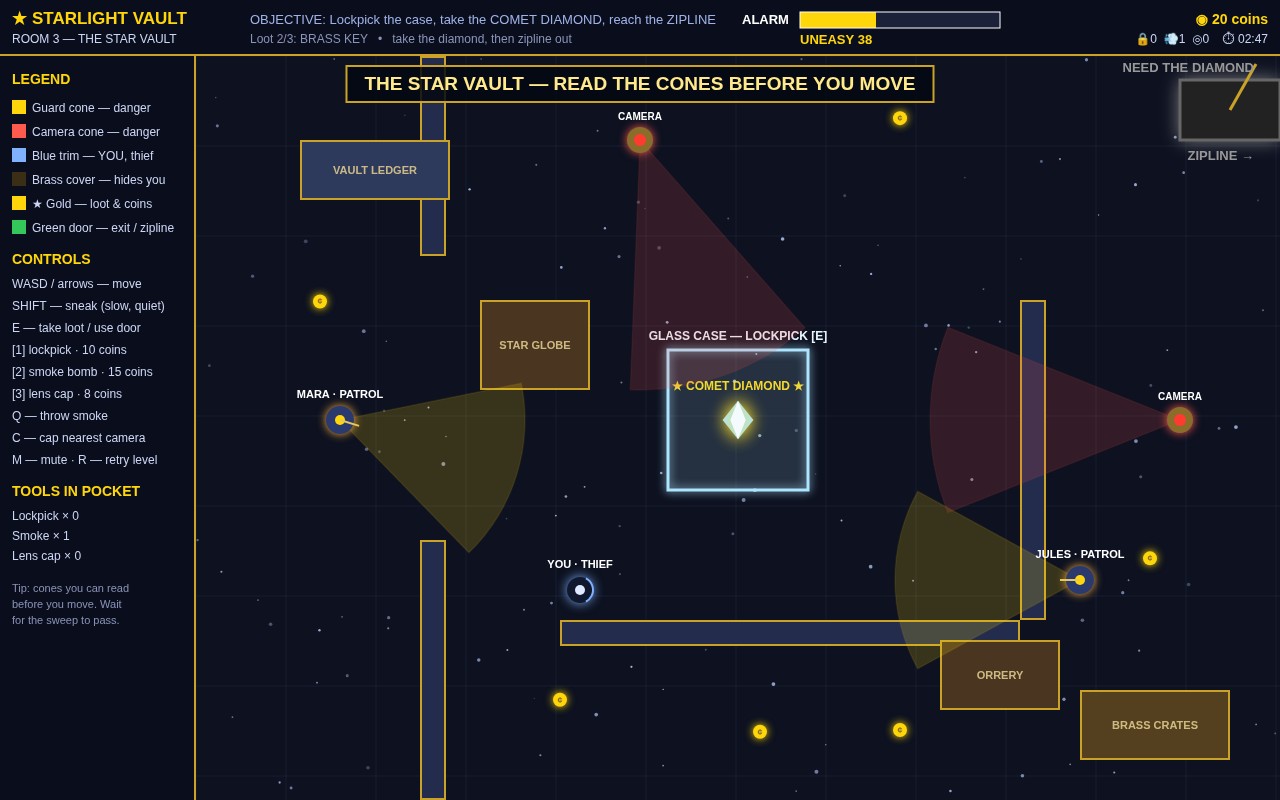 ★ STARLIGHT VAULT
ROOM 3 — THE STAR VAULT
OBJECTIVE: Lockpick the case, take the COMET DIAMOND, reach the ZIPLINE
Loot 2/3: BRASS KEY • take the diamond, then zipline out
ALARM
UNEASY 38
◉ 20 coins
🔒0 💨1 ◎0 ⏱ 02:47
LEGEND
Guard cone — danger
Camera cone — danger
Blue trim — YOU, thief
Brass cover — hides you
★ Gold — loot & coins
Green door — exit / zipline
CONTROLS
WASD / arrows — move
SHIFT — sneak (slow, quiet)
E — take loot / use door
[1] lockpick · 10 coins
[2] smoke bomb · 15 coins
[3] lens cap · 8 coins
Q — throw smoke
C — cap nearest camera
M — mute · R — retry level
TOOLS IN POCKET
Lockpick × 0
Smoke × 1
Lens cap × 0
Tip: cones you can read
before you move. Wait
for the sweep to pass.
THE STAR VAULT — READ THE CONES BEFORE YOU MOVE
NEED THE DIAMOND
ZIPLINE →
CAMERA
VAULT LEDGER
STAR GLOBE
GLASS CASE — LOCKPICK [E]
★ COMET DIAMOND ★
MARA · PATROL
CAMERA
JULES · PATROL
YOU · THIEF
ORRERY
BRASS CRATES